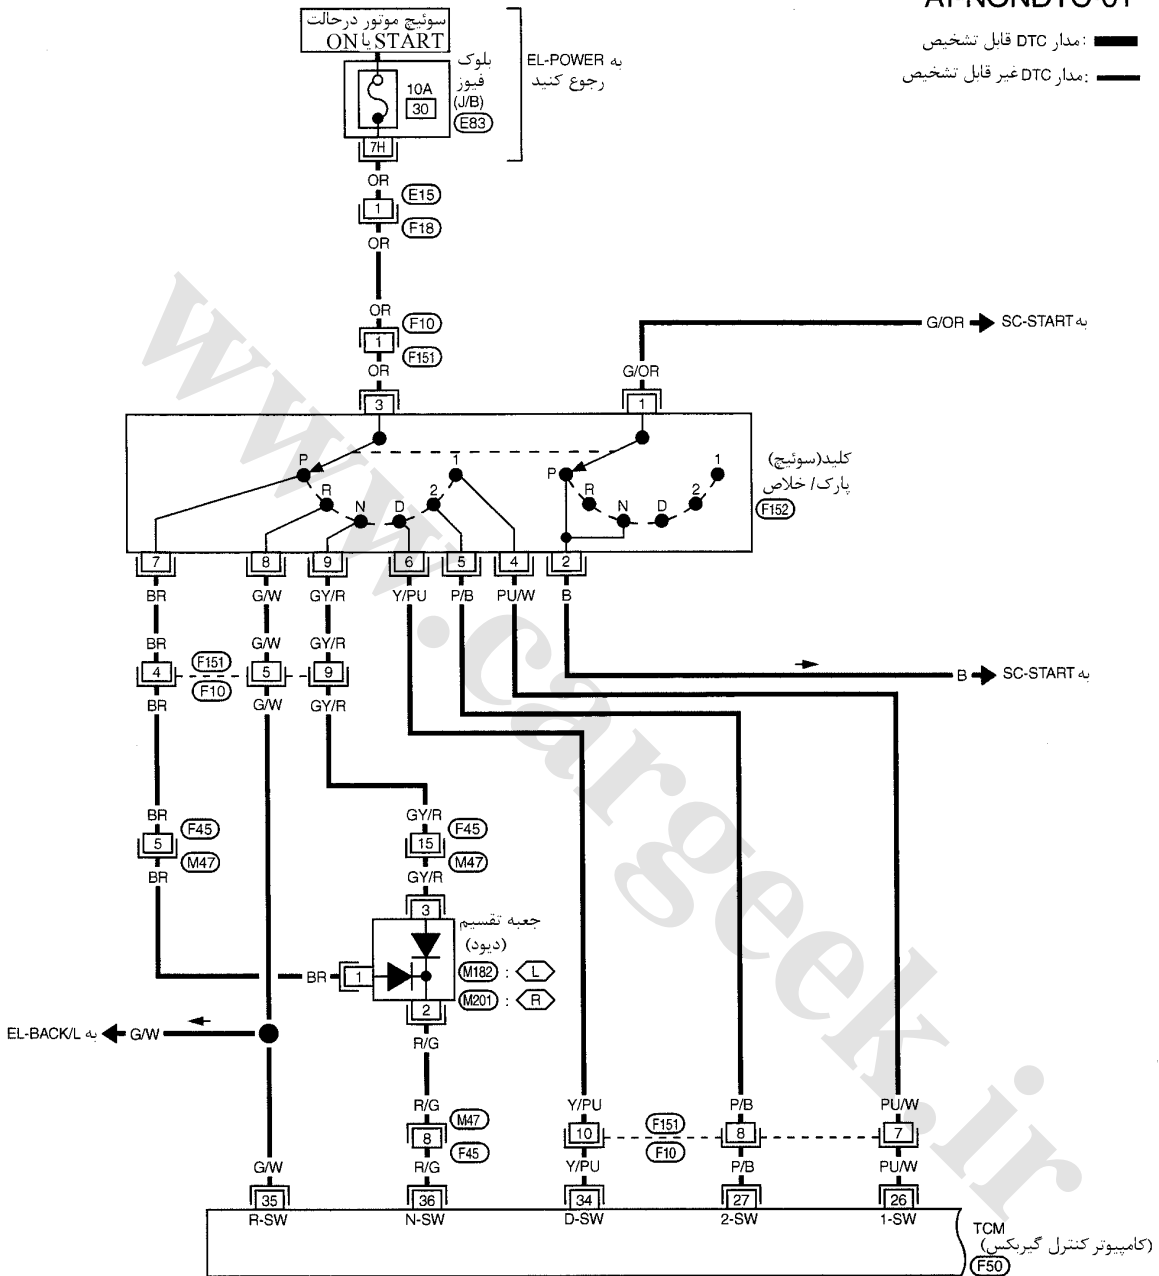 سوئیچ موتور درحالت
ON یا START
بلوک
فیوز
(J/B)
E83
10A
30
7H
به EL-POWER
رجوع کنید
: مدار DTC قابل تشخیص
: مدار DTC غیر قابل تشخیص
OR
E15
1
F18
OR
OR
F10
1
F151
OR
3
G/OR
به SC-START
G/OR
1
P
R
N
D
2
1
P
R
N
D
2
1
کلید(سوئیچ)
پارک/ خلاص
F152
7
8
9
6
5
4
2
BR
G/W
GY/R
Y/PU
P/B
PU/W
B
BR
G/W
GY/R
4
F151
5
9
F10
BR
G/W
GY/R
B
به SC-START
BR
F45
5
M47
BR
GY/R
F45
15
M47
GY/R
3
جعبه تقسیم
(دیود)
M182 : L
M201 : R
BR
1
2
به EL-BACK/L
G/W
R/G
R/G
M47
8
F45
R/G
Y/PU
P/B
PU/W
10
F151
8
7
F10
Y/PU
P/B
PU/W
G/W
35
36
34
27
26
R-SW
N-SW
D-SW
2-SW
1-SW
TCM
(کامپیوتر کنترل گیربکس)
F50
www.cargeek.ir